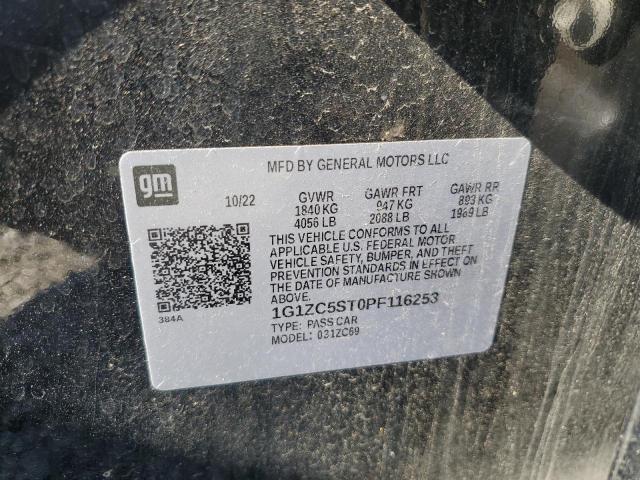 MFD BY GENERAL MOTORS LLC
gm
10/22 GVWR GAWR FRT GAWR RR
1840 KG 947 KG 893 KG
4056 LB 2088 LB 1969 LB
THIS VEHICLE CONFORMS TO ALL
APPLICABLE U.S. FEDERAL MOTOR
VEHICLE SAFETY, BUMPER, AND THEFT
PREVENTION STANDARDS IN EFFECT ON
THE DATE OF MANUFACTURE SHOWN
ABOVE.
384A
1G1ZC5ST0PF116253
TYPE: PASS CAR
MODEL: 031ZC69